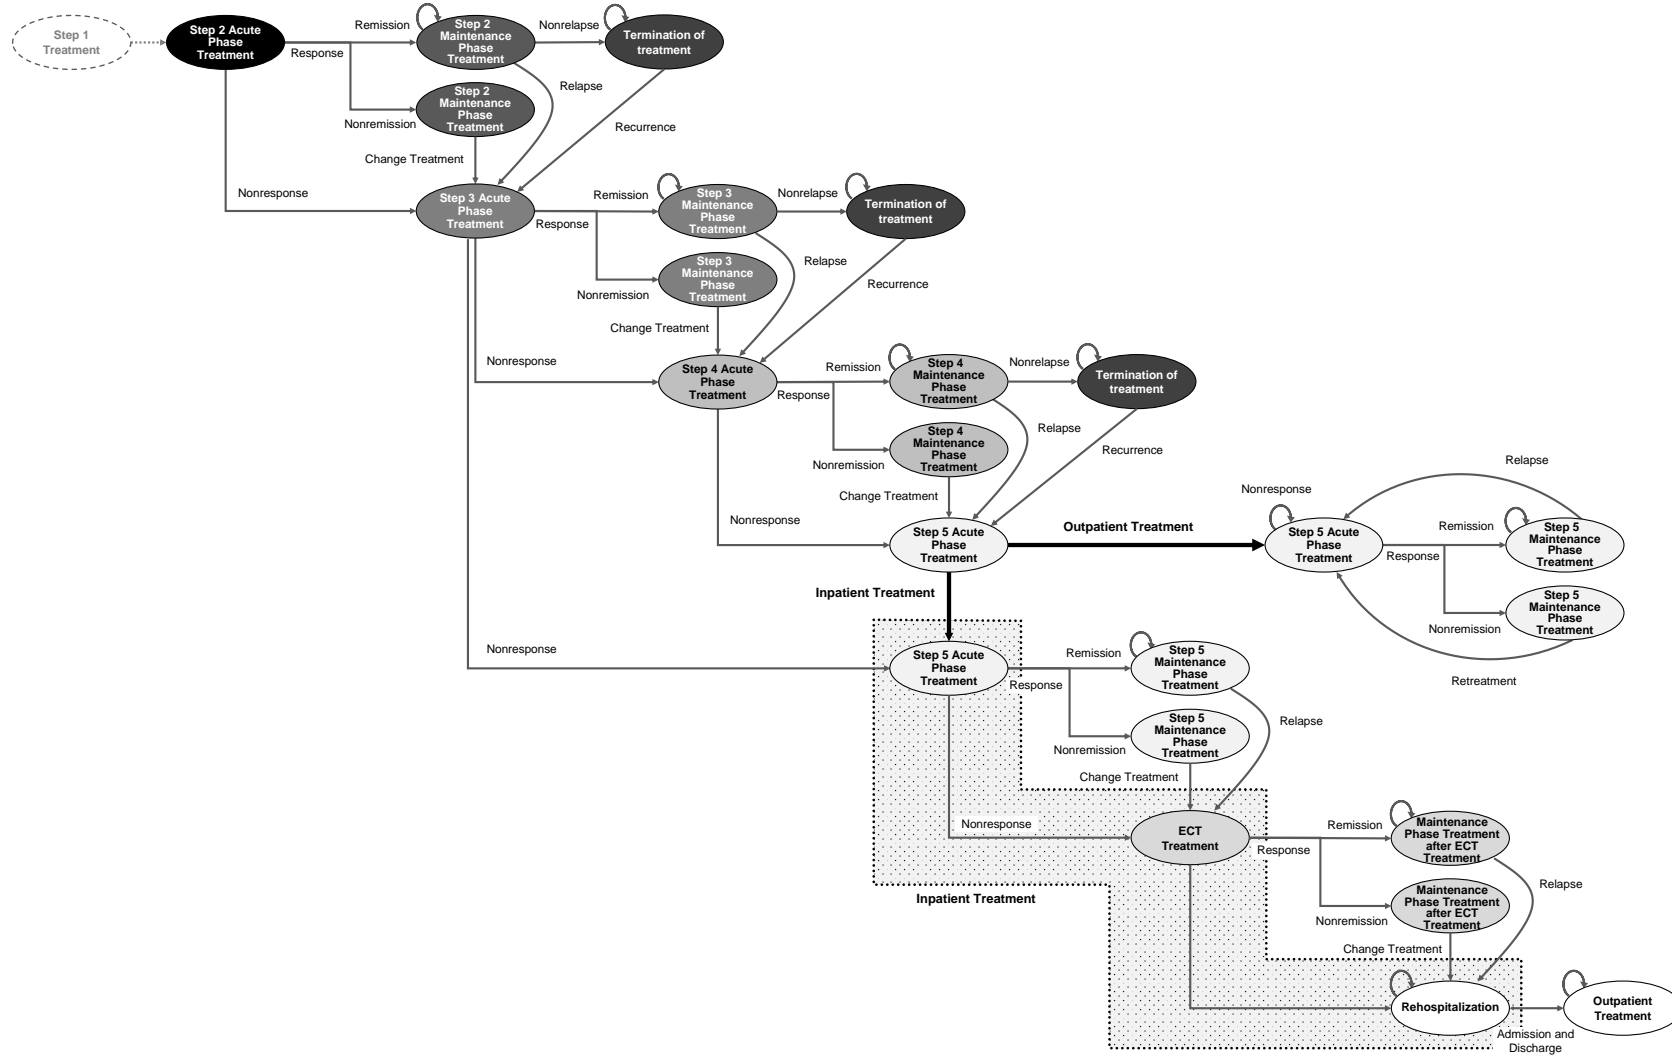 Step 1
Treatment
Step 2 Acute
Phase
Treatment
Response
Remission
Step 2
Maintenance
Phase
Treatment
Nonrelapse
Termination of
treatment
Relapse
Step 2
Maintenance
Phase
Treatment
Nonremission
Recurrence
Change Treatment
Nonresponse
Step 3 Acute
Phase
Treatment
Response
Remission
Step 3
Maintenance
Phase
Treatment
Nonrelapse
Termination of
treatment
Relapse
Step 3
Maintenance
Phase
Treatment
Nonremission
Recurrence
Change Treatment
Nonresponse
Step 4 Acute
Phase
Treatment
Response
Remission
Step 4
Maintenance
Phase
Treatment
Nonrelapse
Termination of
treatment
Relapse
Step 4
Maintenance
Phase
Treatment
Nonremission
Recurrence
Change Treatment
Nonresponse
Step 5 Acute
Phase
Treatment
Outpatient Treatment
Nonresponse
Step 5 Acute
Phase
Treatment
Response
Remission
Relapse
Step 5
Maintenance
Phase
Treatment
Nonremission
Step 5
Maintenance
Phase
Treatment
Retreatment
Inpatient Treatment
Nonresponse
Step 5 Acute
Phase
Treatment
Response
Remission
Step 5
Maintenance
Phase
Treatment
Relapse
Nonremission
Step 5
Maintenance
Phase
Treatment
Change Treatment
Nonresponse
ECT
Treatment
Response
Remission
Maintenance
Phase Treatment
after ECT
Treatment
Relapse
Inpatient Treatment
Nonremission
Maintenance
Phase Treatment
after ECT
Treatment
Change Treatment
Rehospitalization
Admission and
Discharge
Outpatient
Treatment